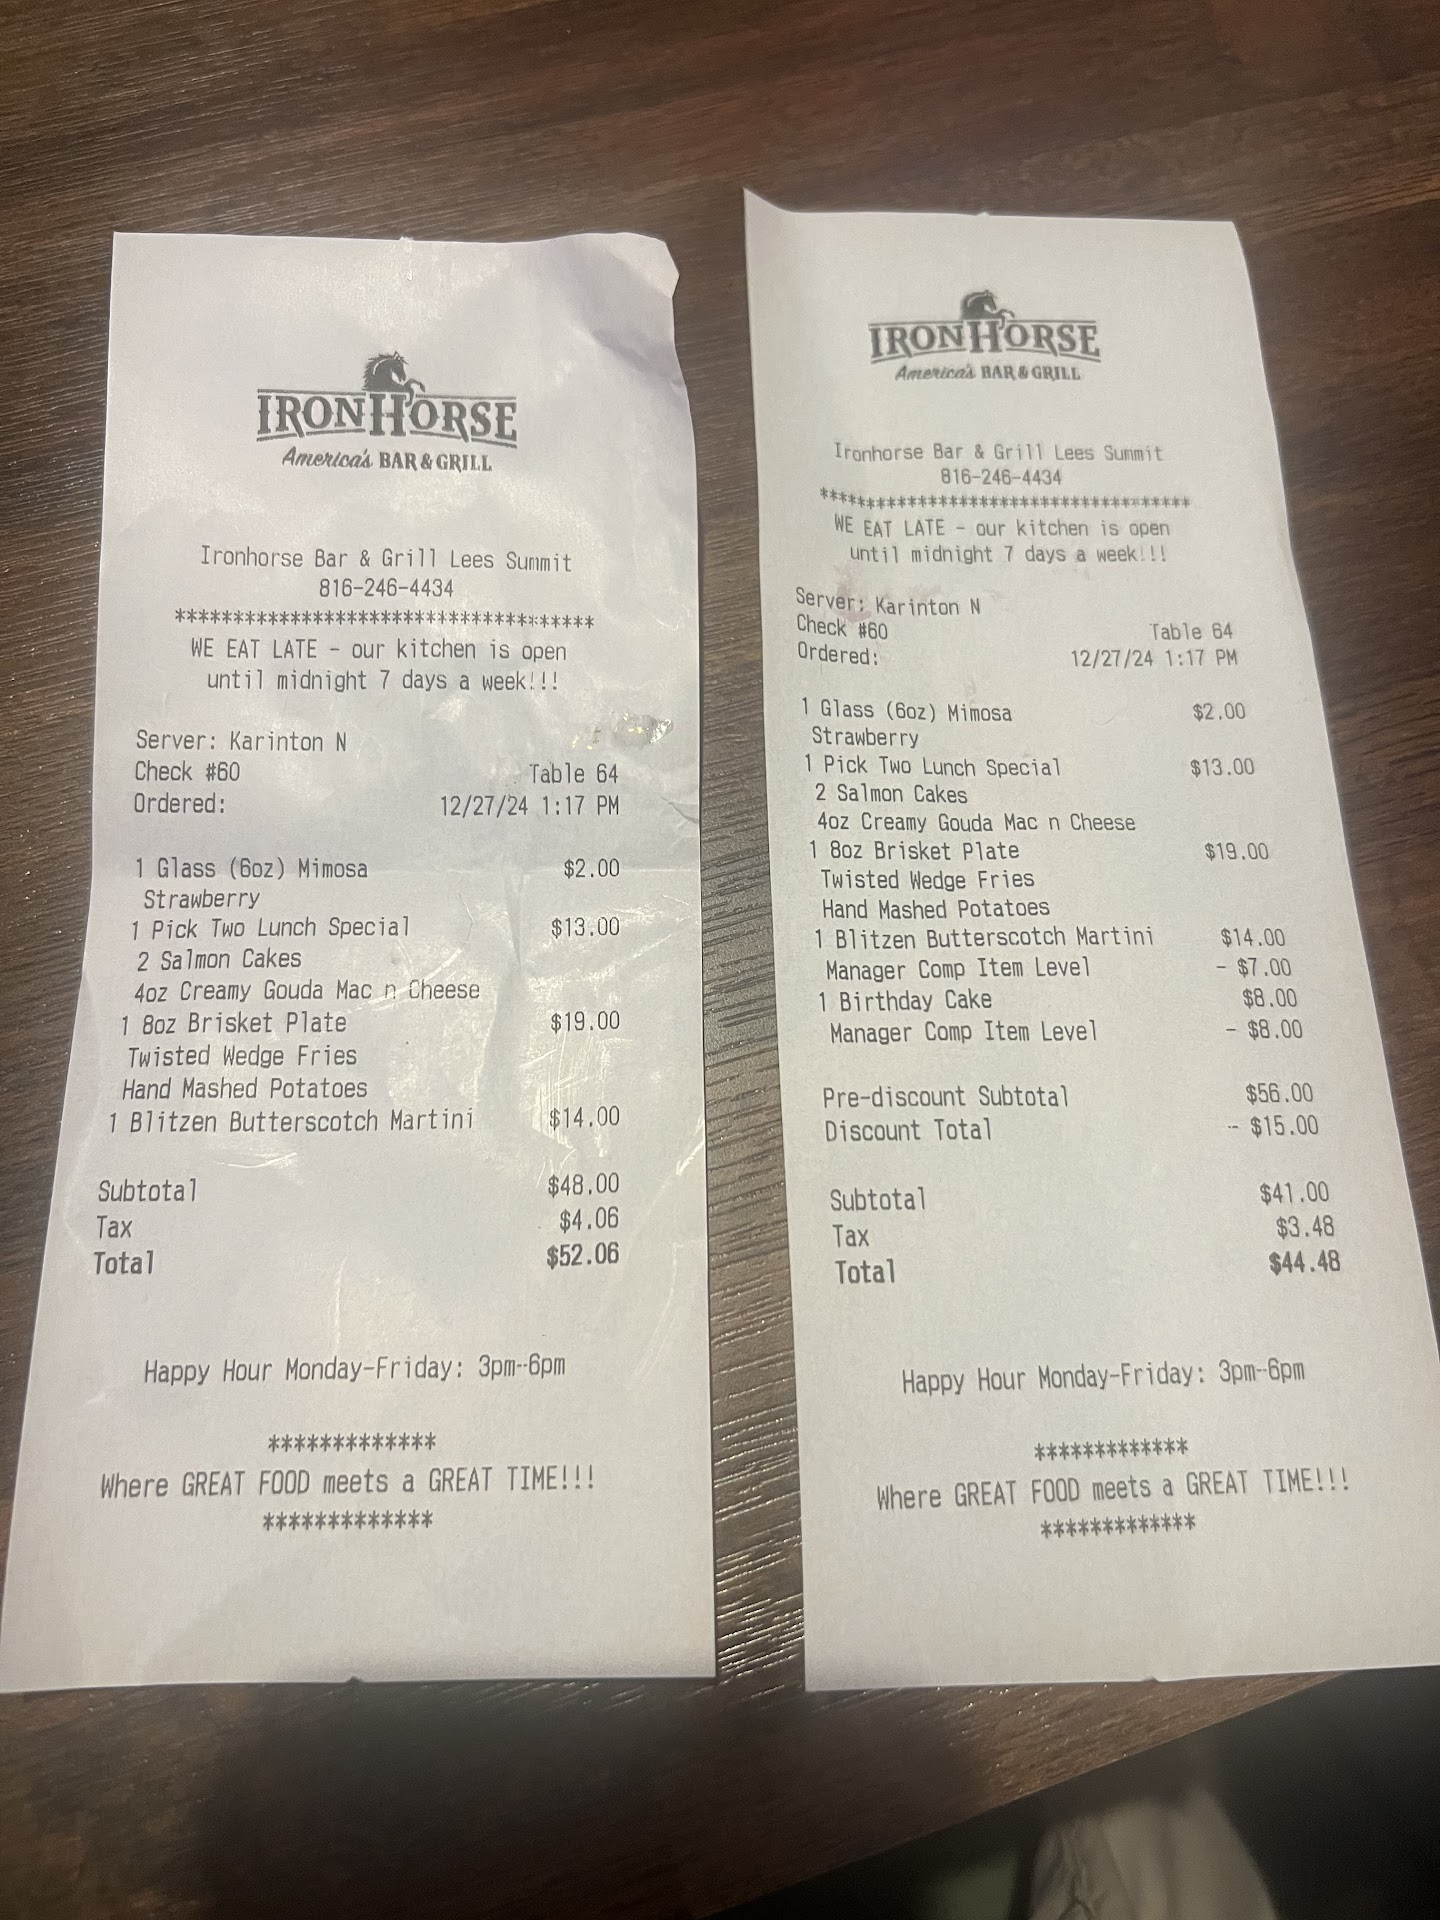 IRONHORSE
America's BAR & GRILL
Ironhorse Bar & Grill Lees Summit
816-246-4434
************************************
WE EAT LATE - our kitchen is open
until midnight 7 days a week!!!
Server: Karinton N
Check #60 Table 64
Ordered: 12/27/24 1:17 PM
1 Glass (6oz) Mimosa $2.00
Strawberry
1 Pick Two Lunch Special $13.00
2 Salmon Cakes
4oz Creamy Gouda Mac n Cheese
1 8oz Brisket Plate $19.00
Twisted Wedge Fries
Hand Mashed Potatoes
1 Blitzen Butterscotch Martini $14.00
Subtotal $48.00
Tax $4.06
Total $52.06
Happy Hour Monday-Friday: 3pm-6pm
*************
Where GREAT FOOD meets a GREAT TIME!!!
*************
IRONHORSE
America's BAR & GRILL
Ironhorse Bar & Grill Lees Summit
816-246-4434
************************************
WE EAT LATE - our kitchen is open
until midnight 7 days a week!!!
Server: Karinton N
Check #60 Table 64
Ordered: 12/27/24 1:17 PM
1 Glass (6oz) Mimosa $2.00
Strawberry
1 Pick Two Lunch Special $13.00
2 Salmon Cakes
4oz Creamy Gouda Mac n Cheese
1 8oz Brisket Plate $19.00
Twisted Wedge Fries
Hand Mashed Potatoes
1 Blitzen Butterscotch Martini $14.00
Manager Comp Item Level - $7.00
1 Birthday Cake $8.00
Manager Comp Item Level - $8.00
Pre-discount Subtotal $56.00
Discount Total - $15.00
Subtotal $41.00
Tax $3.48
Total $44.48
Happy Hour Monday-Friday: 3pm-6pm
*************
Where GREAT FOOD meets a GREAT TIME!!!
*************